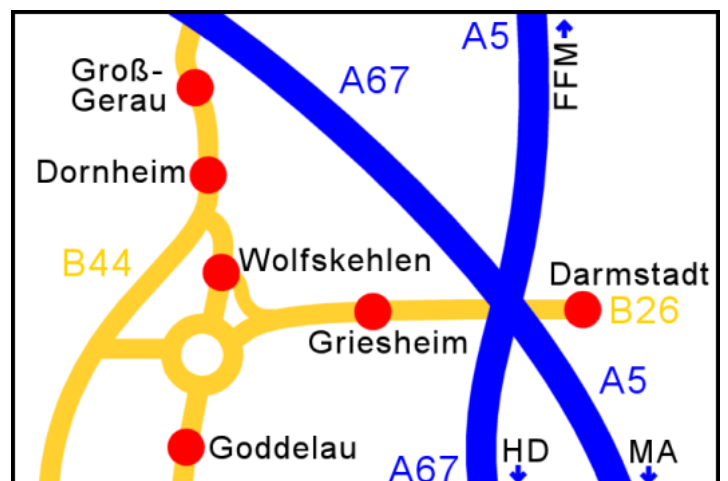 A5
FFM
A67
Groß-
Gerau
Dornheim
B44
Wolfskehlen
Darmstadt
B26
Griesheim
A5
Goddelau
A67
HD
MA